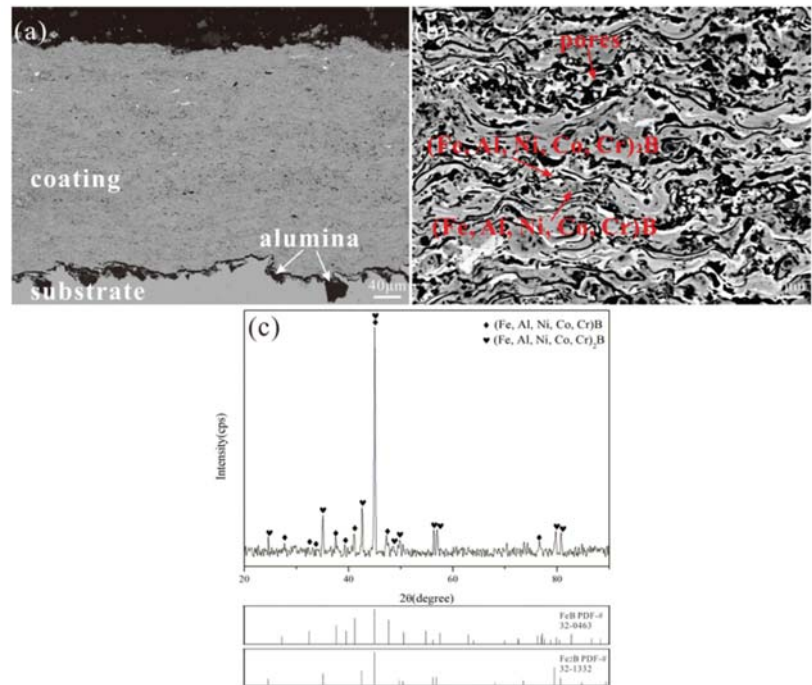 (a)
coating
alumina
substrate
40μm
(b)
pores
(Fe, Al, Ni, Co, Cr)₂B
(Fe, Al, Ni, Co, Cr)B
(c)
♦ (Fe, Al, Ni, Co, Cr)B
♥ (Fe, Al, Ni, Co, Cr)₂B
Intensity(cps)
20 40 60 80
2θ(degree)
FeB PDF-#
32-0463
Fe2B PDF-#
32-1332